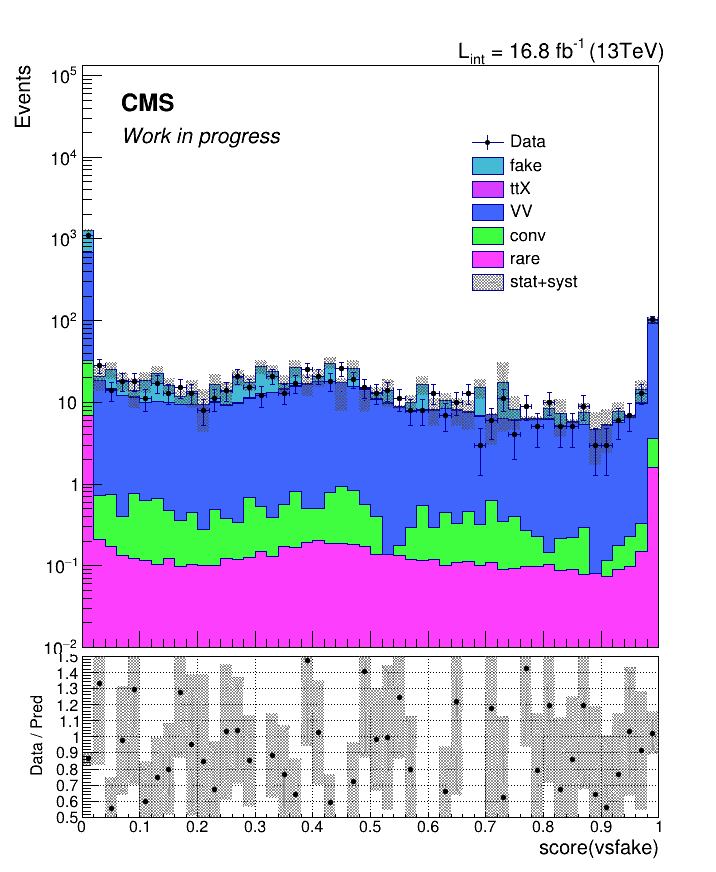 L_int = 16.8 fb^-1 (13TeV)
Events
CMS
Work in progress
Data
fake
ttX
VV
conv
rare
stat+syst
10^5
10^4
10^3
10^2
10
1
10^-1
10^-2
Data / Pred
1.5
1.4
1.3
1.2
1.1
1
0.9
0.8
0.7
0.6
0.5
0 0.1 0.2 0.3 0.4 0.5 0.6 0.7 0.8 0.9 1
score(vsfake)